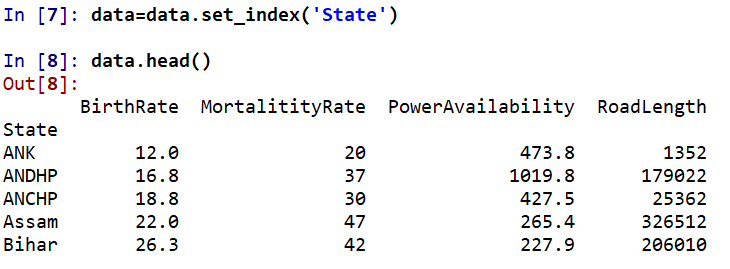 In [7]: data=data.set_index('State')
In [8]: data.head()
Out[8]:
BirthRate MortalitityRate PowerAvailability RoadLength
State
ANK 12.0 20 473.8 1352
ANDHP 16.8 37 1019.8 179022
ANCHP 18.8 30 427.5 25362
Assam 22.0 47 265.4 326512
Bihar 26.3 42 227.9 206010